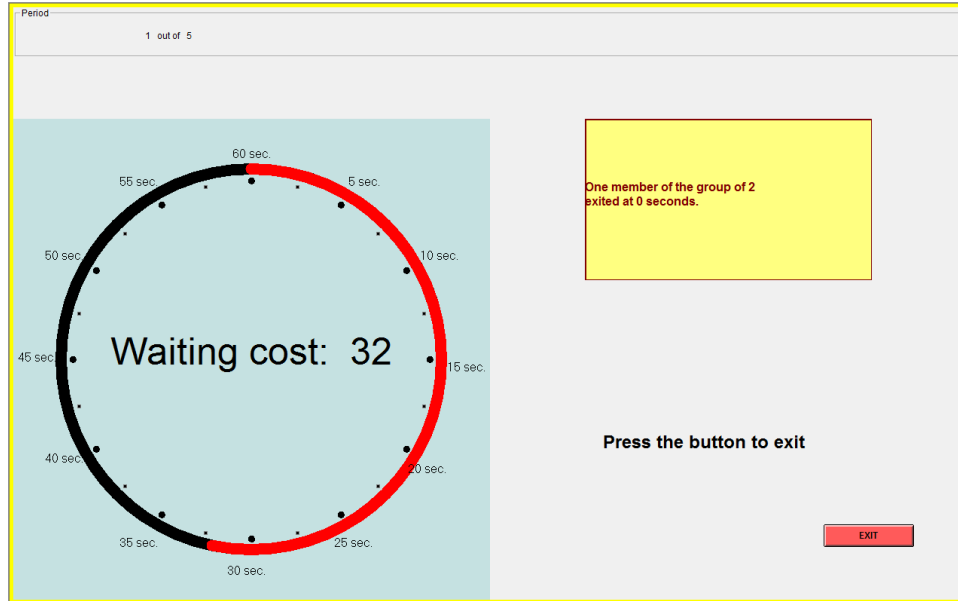 Period
1 out of 5
60 sec.
55 sec.
5 sec.
50 sec.
10 sec.
One member of the group of 2
exited at 0 seconds.
Waiting cost: 32
45 sec.
15 sec.
40 sec.
20 sec.
Press the button to exit
35 sec.
25 sec.
30 sec.
EXIT